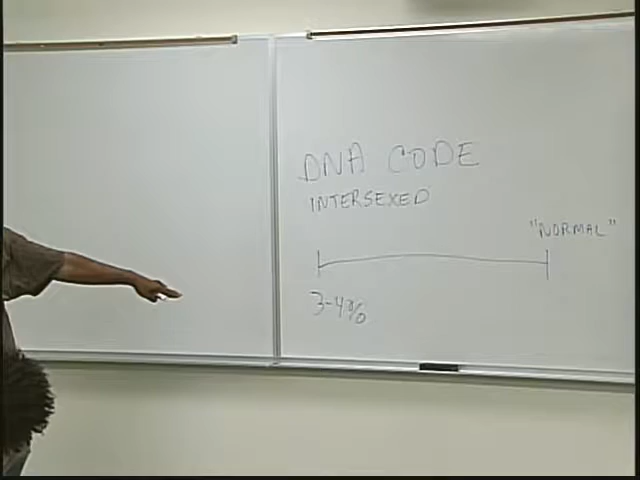 DNA CODE
INTERSEXED
"NORMAL"
3-4%